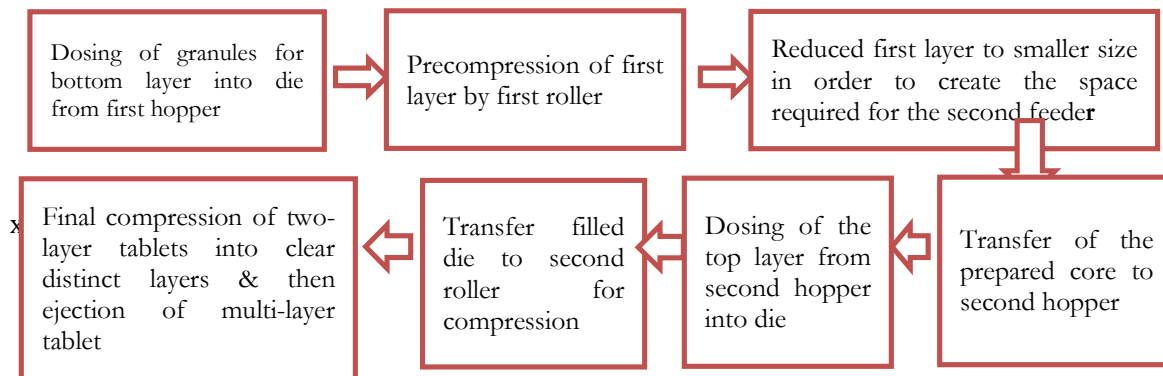 Dosing of granules for
bottom layer into die
from first hopper
Precompression of first
layer by first roller
Reduced first layer to smaller size
in order to create the space
required for the second feeder
Transfer of the
prepared core to
second hopper
Dosing of the
top layer from
second hopper
into die
Transfer filled
die to second
roller for
compression
Final compression of two-
layer tablets into clear
distinct layers & then
ejection of multi-layer
tablet
x